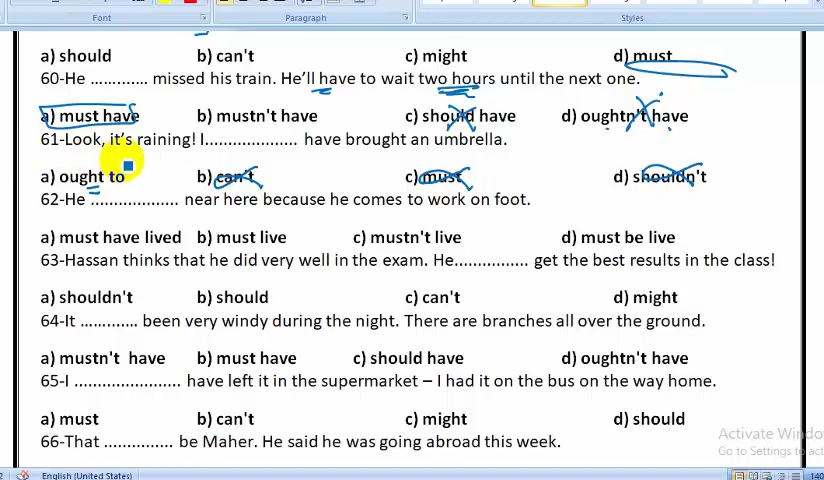 Font
Paragraph
Styles
a) should b) can't c) might d) must
60-He ............ missed his train. He'll have to wait two hours until the next one.
a) must have b) mustn't have c) should have d) oughtn't have
61-Look, it's raining! I.................... have brought an umbrella.
a) ought to b) can't c) must d) shouldn't
62-He ................... near here because he comes to work on foot.
a) must have lived b) must live c) mustn't live d) must be live
63-Hassan thinks that he did very well in the exam. He................ get the best results in the class!
a) shouldn't b) should c) can't d) might
64-It ............. been very windy during the night. There are branches all over the ground.
a) mustn't have b) must have c) should have d) oughtn't have
65-I ....................... have left it in the supermarket – I had it on the bus on the way home.
a) must b) can't c) might d) should
66-That ............... be Maher. He said he was going abroad this week.
Activate Windo
Go to Settings to act
English (United States)
140